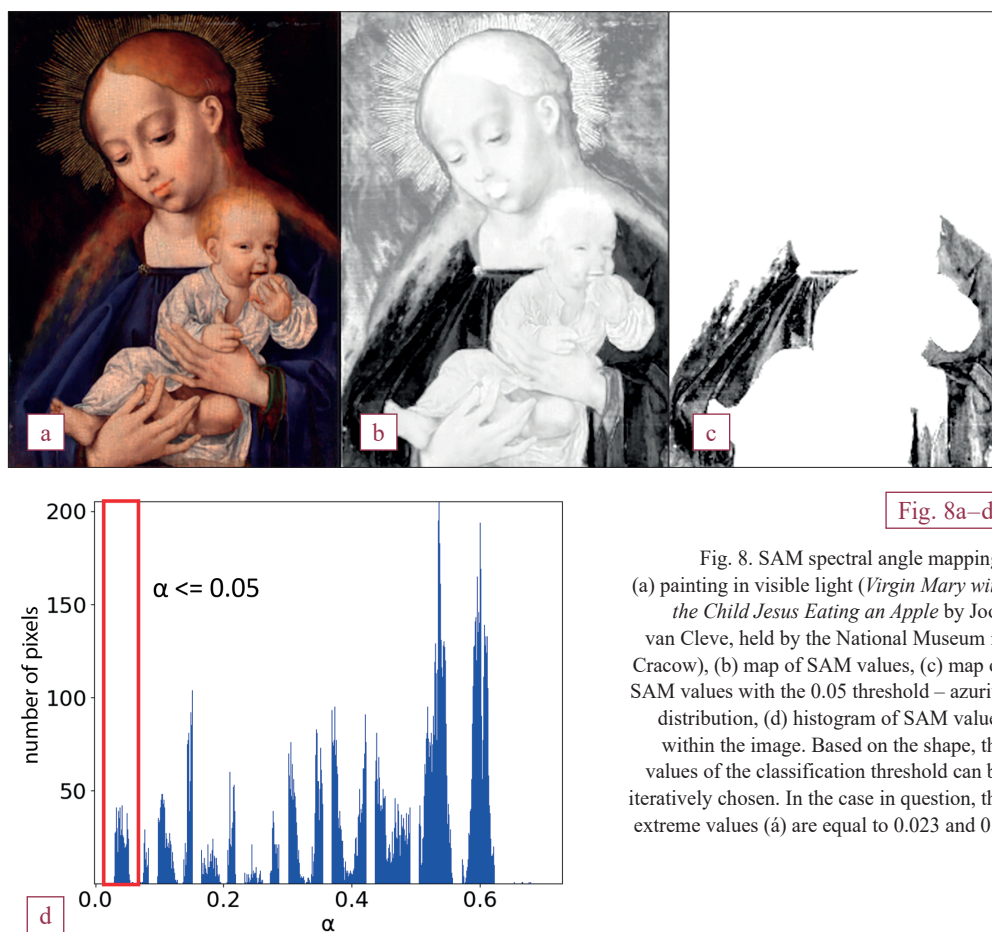 a
b
c
200
150
100
50
number of pixels
α <= 0.05
0.0
0.2
0.4
0.6
α
d
Fig. 8a–d
Fig. 8. SAM spectral angle mapping
(a) painting in visible light (Virgin Mary wi
the Child Jesus Eating an Apple by Joo
van Cleve, held by the National Museum
Cracow), (b) map of SAM values, (c) map o
SAM values with the 0.05 threshold – azuri
distribution, (d) histogram of SAM value
within the image. Based on the shape, th
values of the classification threshold can b
iteratively chosen. In the case in question, th
extreme values (á) are equal to 0.023 and 0.